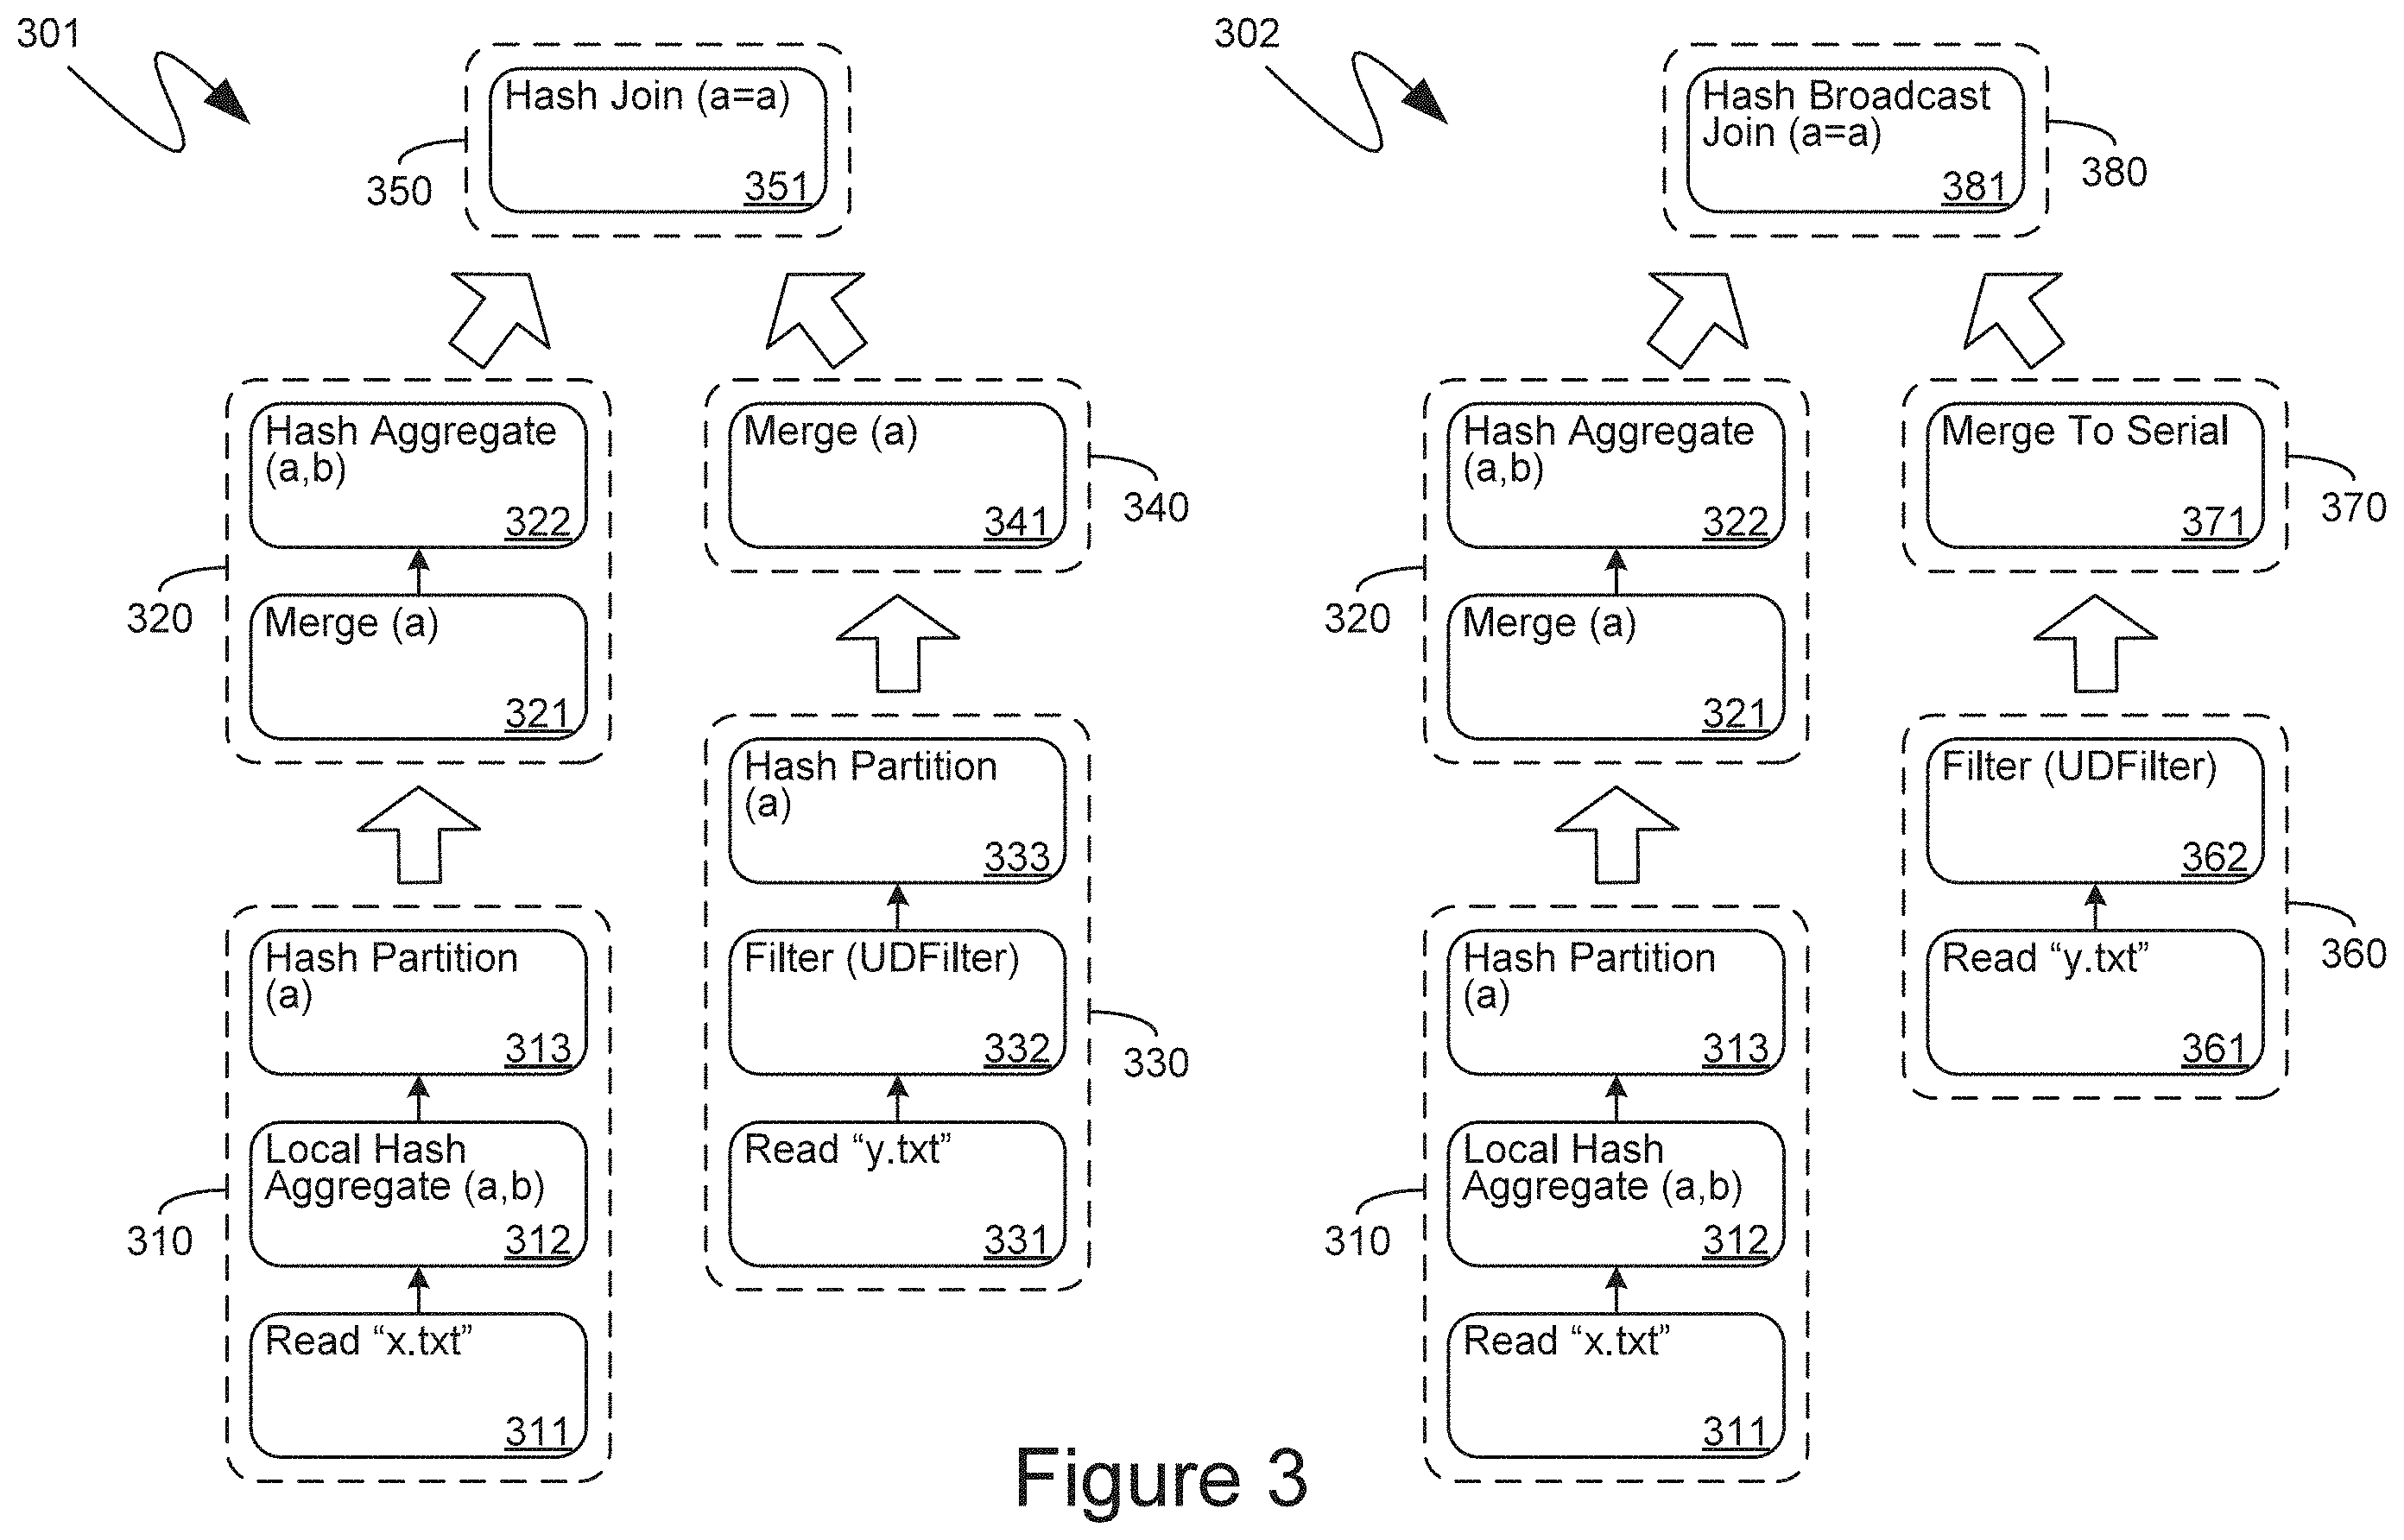 301
Hash Join (a=a)
351
350
Hash Aggregate
(a,b)
322
Merge (a)
321
320
Merge (a)
341
340
Hash Partition
(a)
333
Filter (UDFilter)
332
Read “y.txt”
331
330
Hash Partition
(a)
313
Local Hash
Aggregate (a,b)
312
Read “x.txt”
311
310
302
Hash Broadcast
Join (a=a)
381
380
Hash Aggregate
(a,b)
322
Merge (a)
321
320
Merge To Serial
371
370
Filter (UDFilter)
362
Read “y.txt”
361
360
Hash Partition
(a)
313
Local Hash
Aggregate (a,b)
312
Read “x.txt”
311
310
Figure 3